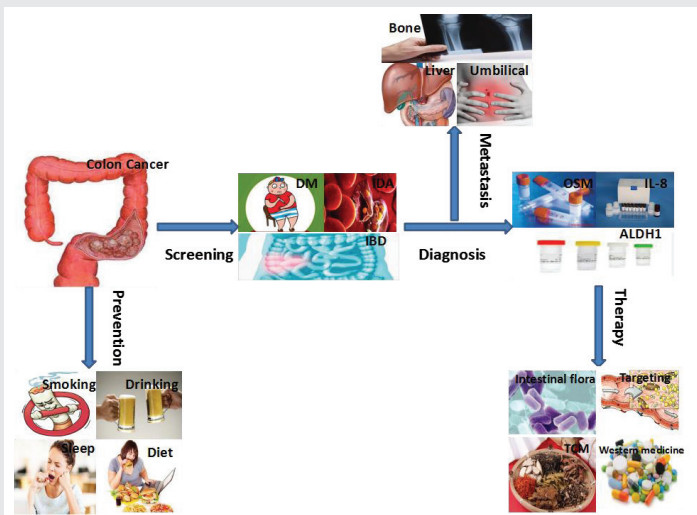 Bone
Liver
Umbilical
Metastasis
Colon Cancer
DM
IDA
OSM
IL-8
ALDH1
IBD
Screening
Diagnosis
Prevention
Therapy
Smoking
Drinking
Intestinal flora
Targeting
Sleep
Diet
TCM
Western medicine